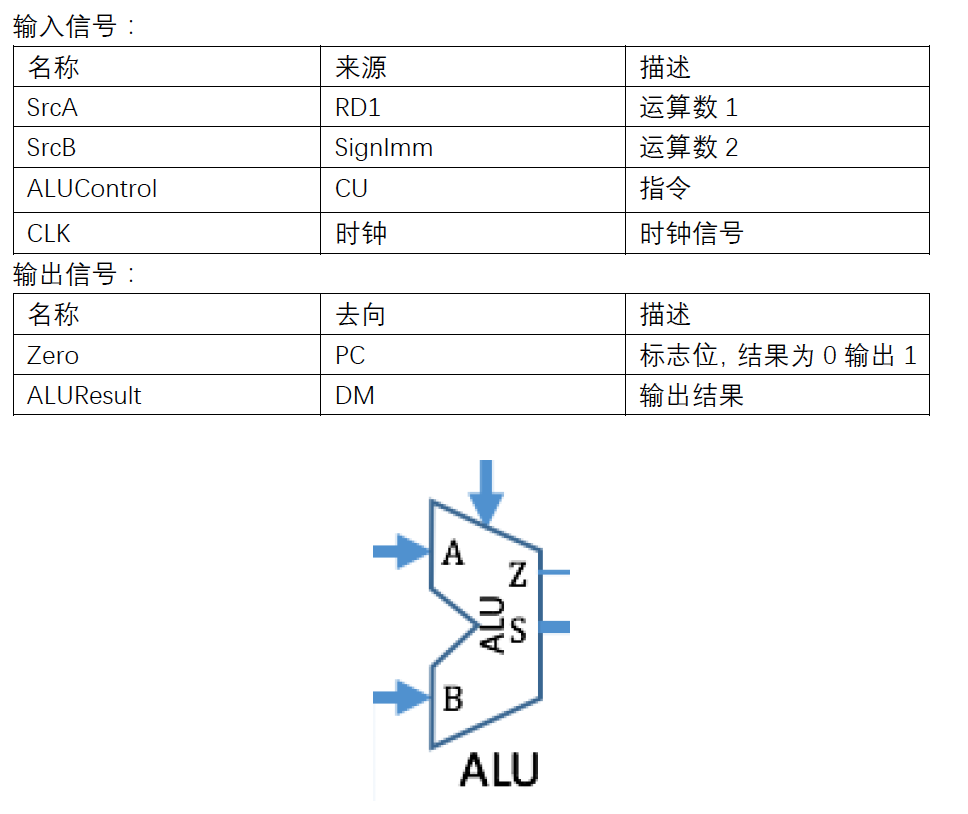 输入信号：
名称 来源 描述
SrcA RD1 运算数 1
SrcB SignImm 运算数 2
ALUControl CU 指令
CLK 时钟 时钟信号
输出信号：
名称 去向 描述
Zero PC 标志位, 结果为 0 输出 1
ALUResult DM 输出结果
A
Z
ALU
S
B
ALU